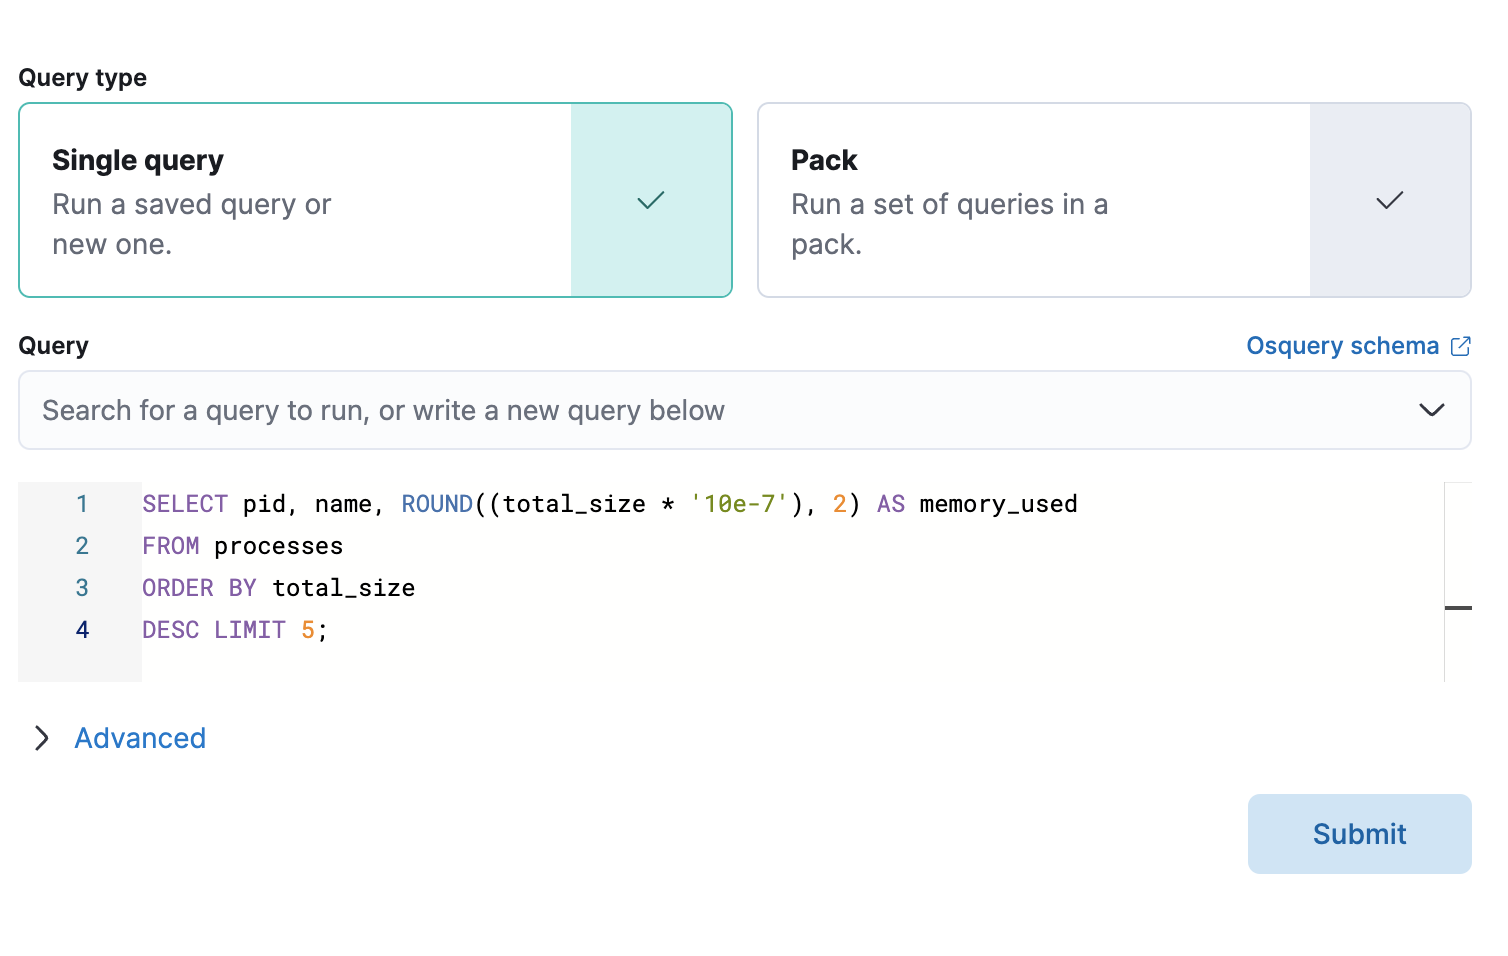 Query type
Single query
Run a saved query or
new one.
Pack
Run a set of queries in a
pack.
Query
Osquery schema
Search for a query to run, or write a new query below
1 SELECT pid, name, ROUND((total_size * '10e-7'), 2) AS memory_used
2 FROM processes
3 ORDER BY total_size
4 DESC LIMIT 5;
Advanced
Submit